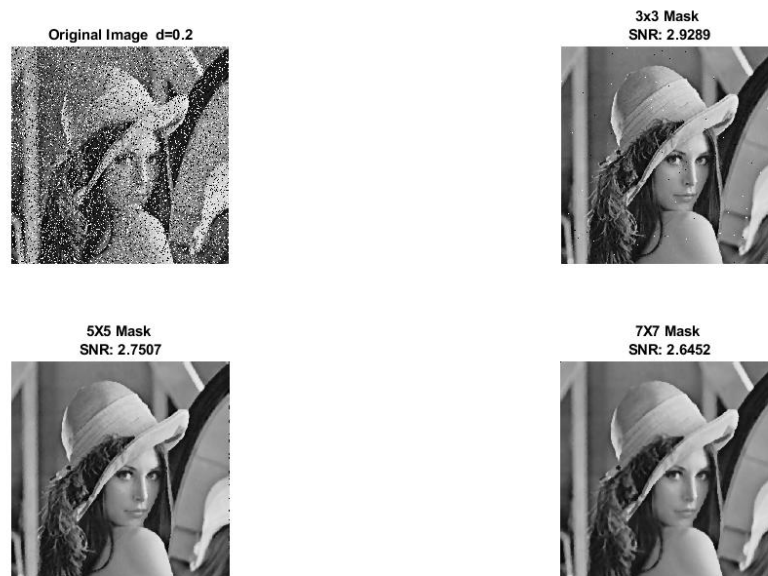 Original Image d=0.2
3x3 Mask
SNR: 2.9289
5X5 Mask
SNR: 2.7507
7X7 Mask
SNR: 2.6452